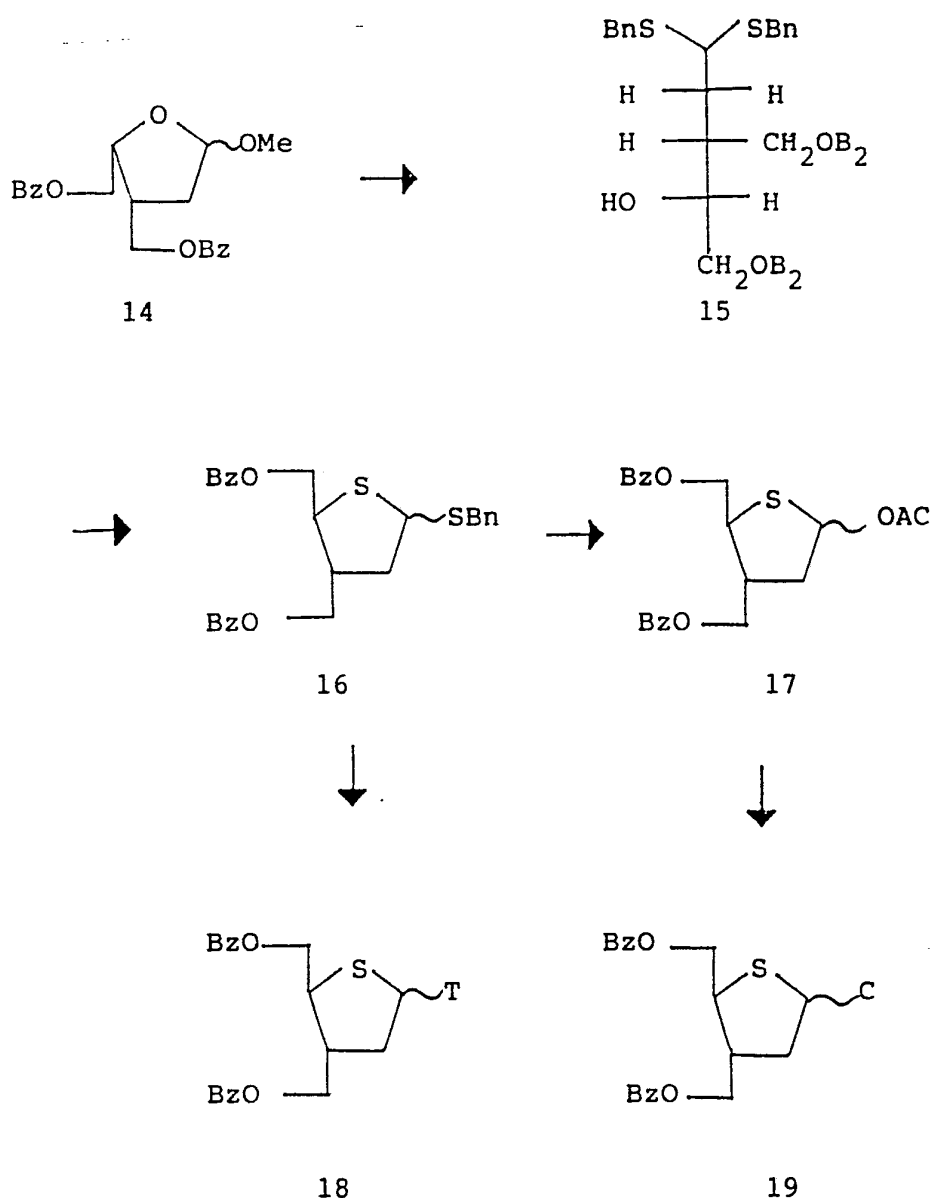 BnS SBn
H H
O
OMe
H CH2OB2
BzO
HO H
OBz
CH2OB2
14 15
BzO S SBn
BzO
16
BzO S OAC
BzO
17
BzO S T
BzO
18
BzO S C
BzO
19